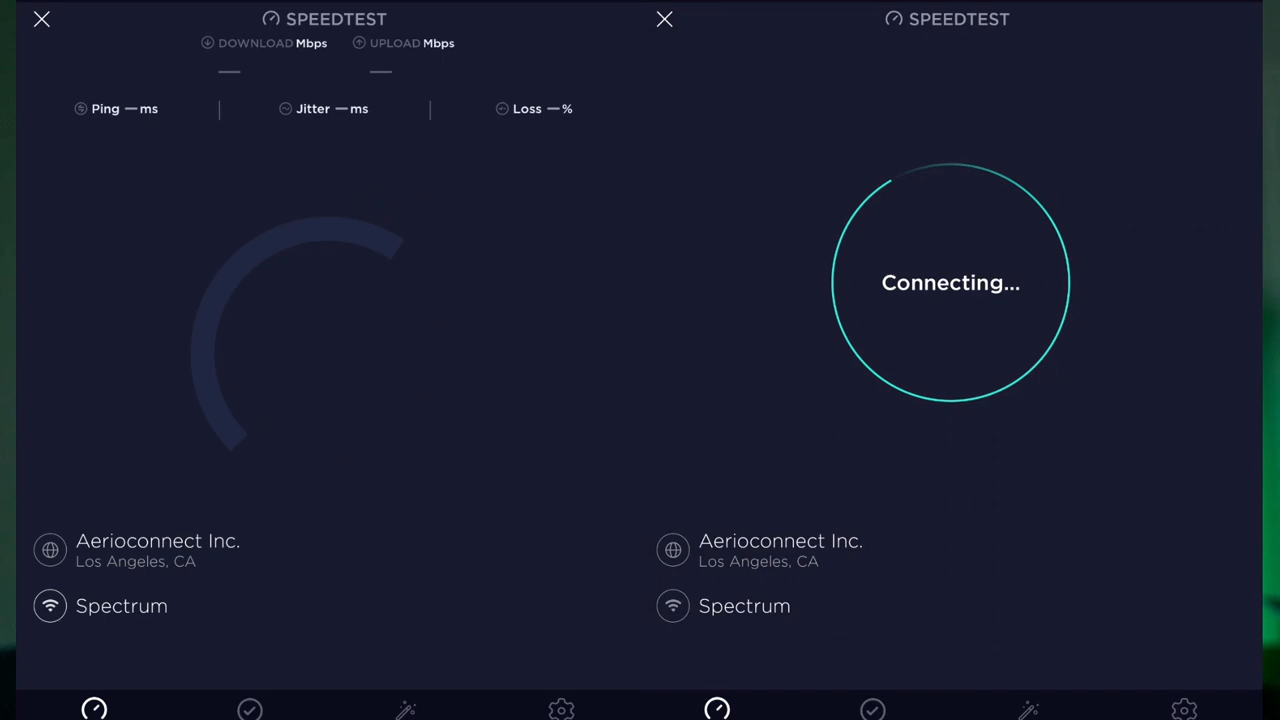 SPEEDTEST
DOWNLOAD Mbps UPLOAD Mbps
— —
Ping — ms Jitter — ms Loss — %
Aerioconnect Inc.
Los Angeles, CA
Spectrum
SPEEDTEST
Connecting...
Aerioconnect Inc.
Los Angeles, CA
Spectrum